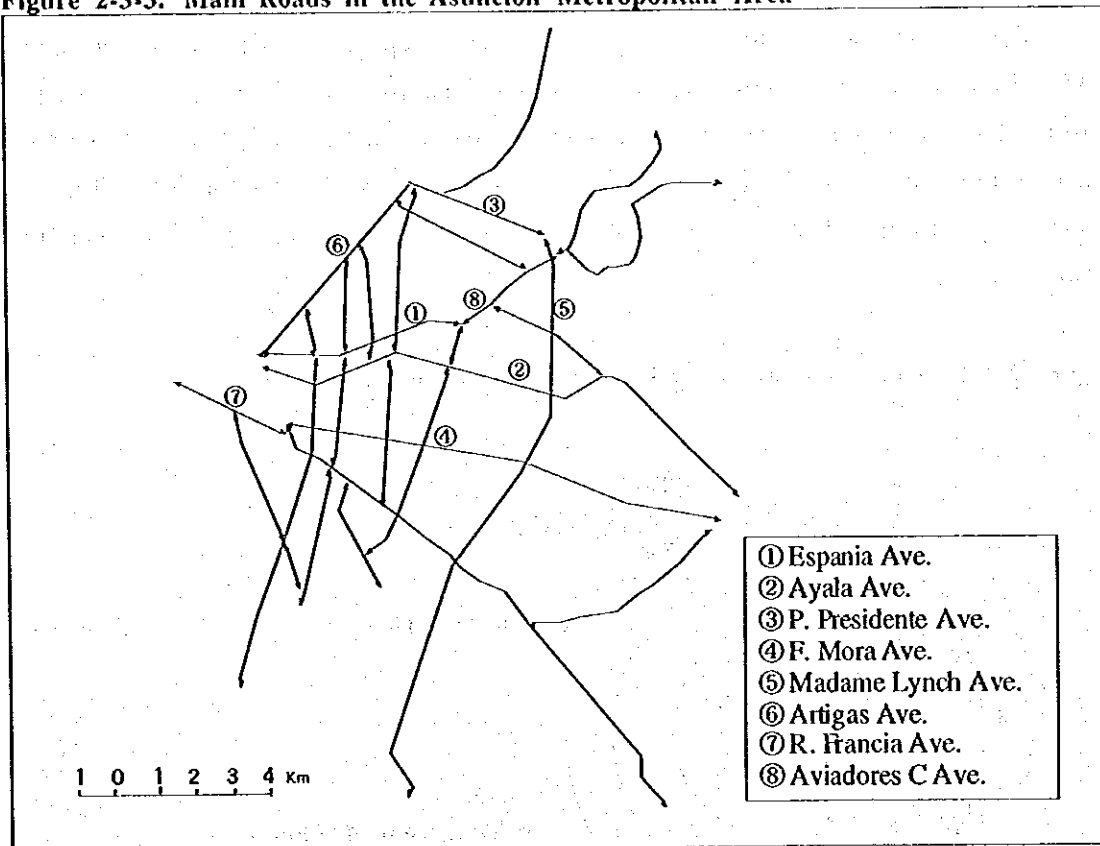 Figure 2-3-3. Main Roads in the Asuncion Metropolitan Area
③
⑥
⑧
①
⑤
②
⑦
④
①Espania Ave.
②Ayala Ave.
③P. Presidente Ave.
④F. Mora Ave.
⑤Madame Lynch Ave.
⑥Artigas Ave.
⑦R. Francia Ave.
⑧Aviadores C Ave.
1 0 1 2 3 4 Km